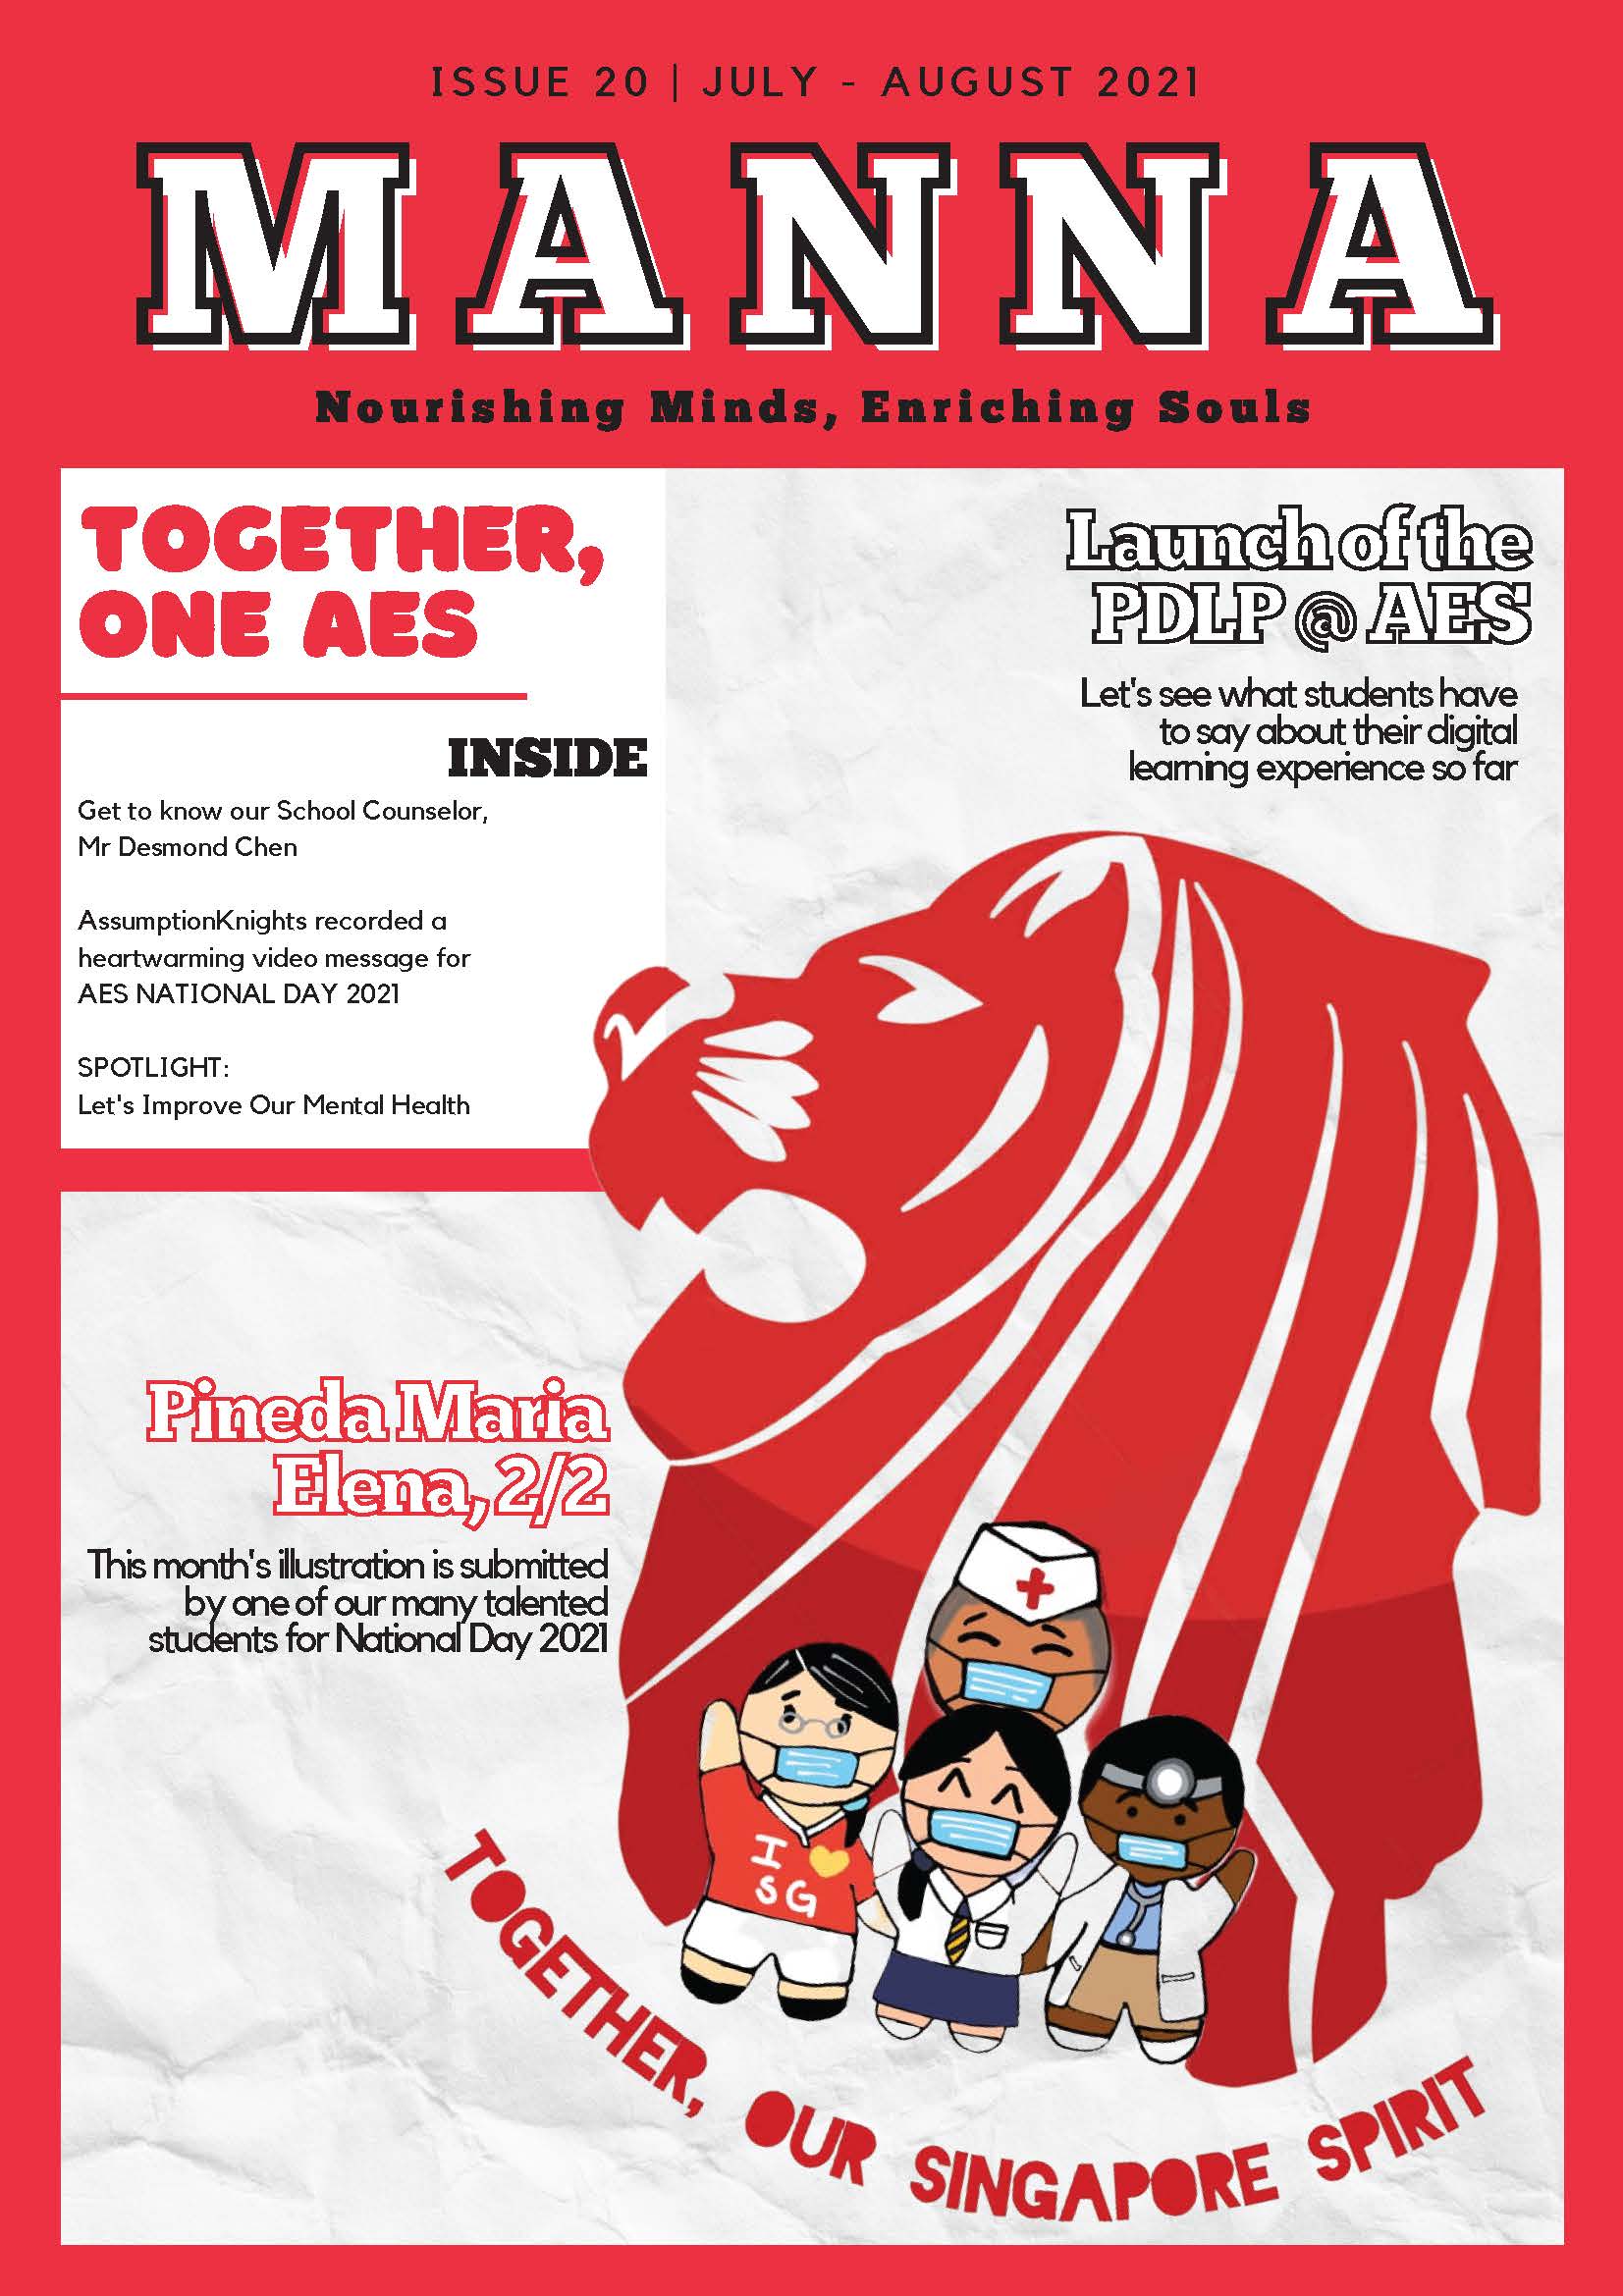 ISSUE 20 | JULY - AUGUST 2021
MANNA
Nourishing Minds, Enriching Souls
TOGETHER,
ONE AES
INSIDE
Get to know our School Counselor,
Mr Desmond Chen
AssumptionKnights recorded a
heartwarming video message for
AES NATIONAL DAY 2021
SPOTLIGHT:
Let's Improve Our Mental Health
Launch of the
PDLP @ AES
Let's see what students have
to say about their digital
learning experience so far
Pineda Maria
Elena, 2/2
This month's illustration is submitted
by one of our many talented
students for National Day 2021
I
SG
TOGETHER, OUR SINGAPORE SPIRIT